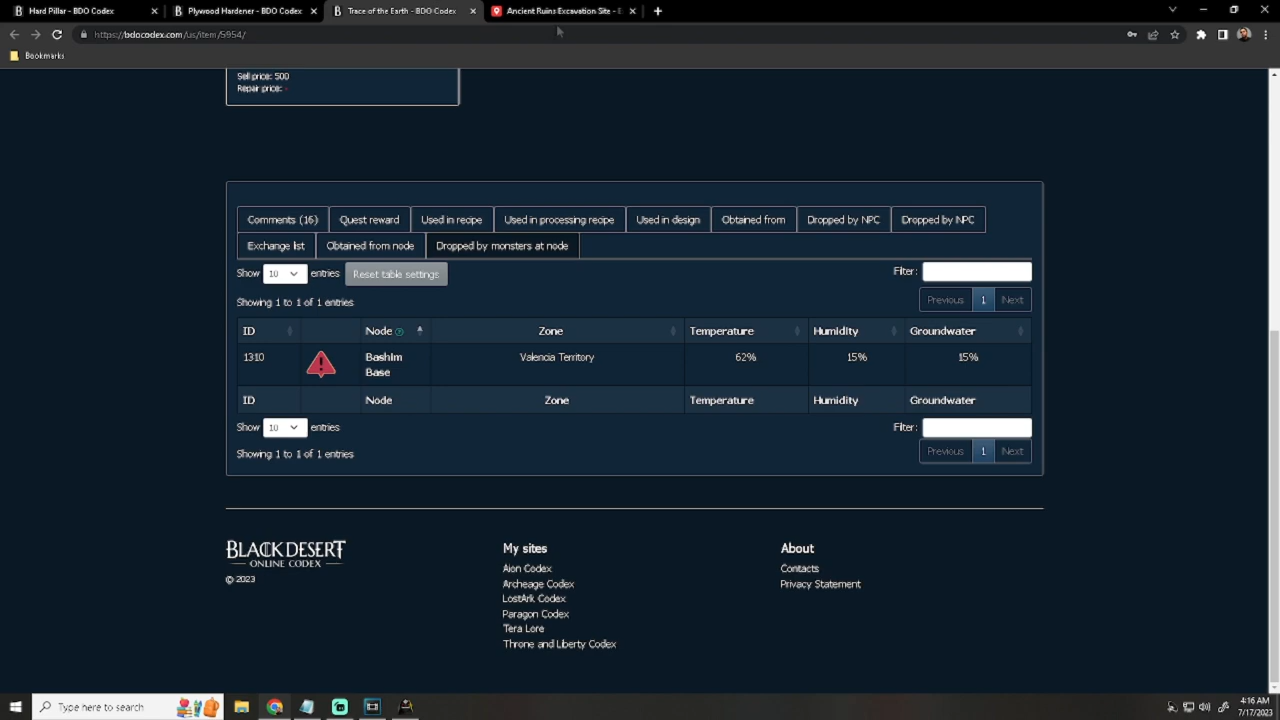 Hard Pillar - BDO Codex
Plywood Hardener - BDO Codex
Trace of the Earth - BDO Codex
Ancient Ruins Excavation Site - B
https://bdocodex.com/us/item/5954/
Bookmarks
Sell price: 500
Repair price: -
Comments (16) Quest reward Used in recipe Used in processing recipe Used in design Obtained from Dropped by NPC Dropped by NPC
Exchange list Obtained from node Dropped by monsters at node
Show 10 entries Reset table settings Filter:
Previous 1 Next
Showing 1 to 1 of 1 entries
ID Node Zone Temperature Humidity Groundwater
1310 Bashim Base Valencia Territory 62% 15% 15%
ID Node Zone Temperature Humidity Groundwater
Show 10 entries Filter:
Showing 1 to 1 of 1 entries Previous 1 Next
BLACK DESERT
ONLINE CODEX
© 2023
My sites
Aion Codex
Archeage Codex
LostArk Codex
Paragon Codex
Tera Lore
Throne and Liberty Codex
About
Contacts
Privacy Statement
Type here to search
4:16 AM
7/17/2023